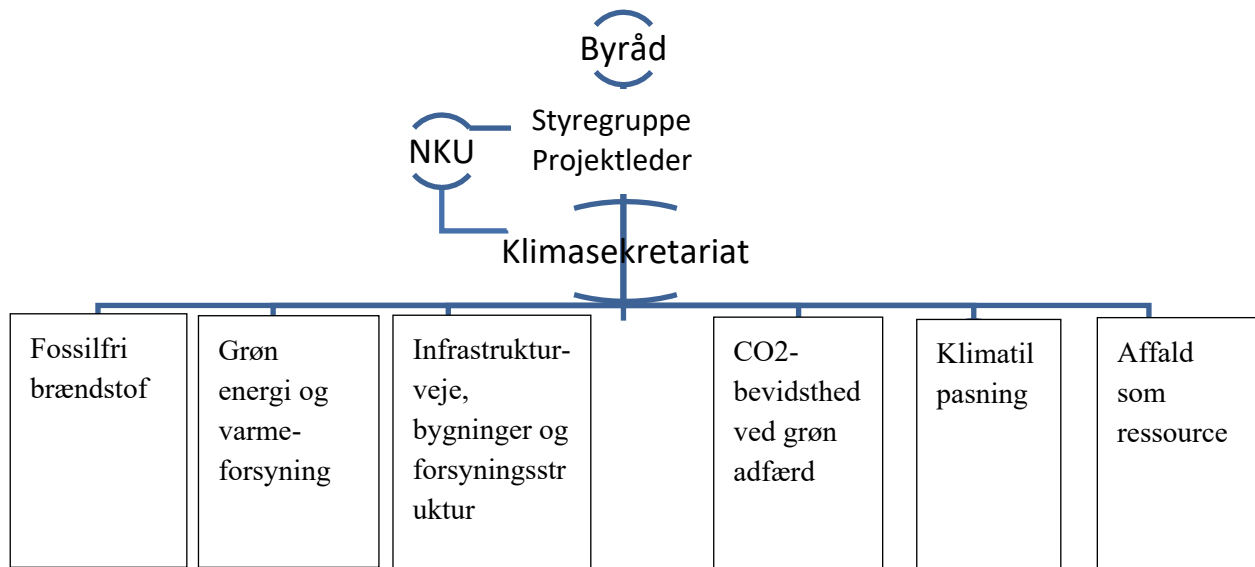 Byråd
Styregruppe
Projektleder
NKU
Klimasekretariat
Fossilfri
brændstof
Grøn
energi og
varme-
forsyning
Infrastruktur-
veje,
bygninger og
forsyningsstr
uktur
CO2-
bevidsthed
ved grøn
adfærd
Klimatil
pasning
Affald
som
ressource